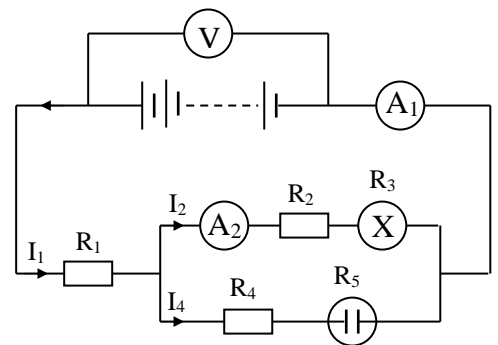 V
A₁
I₂
R₂
R₃
A₂
X
I₁
R₁
I₄
R₄
R₅